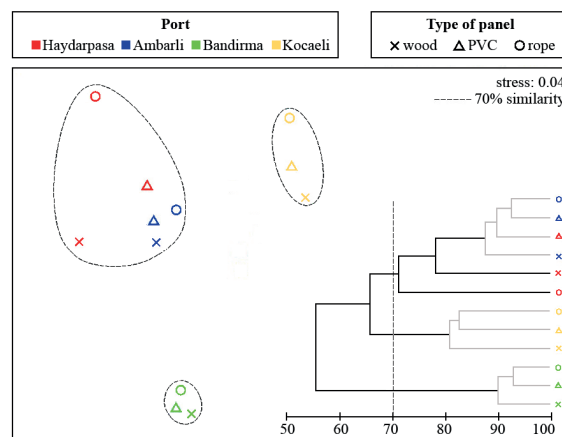 Port
Haydarpasa Ambarli Bandirma Kocaeli
Type of panel
wood PVC rope
stress: 0.04
70% similarity
50 60 70 80 90 100